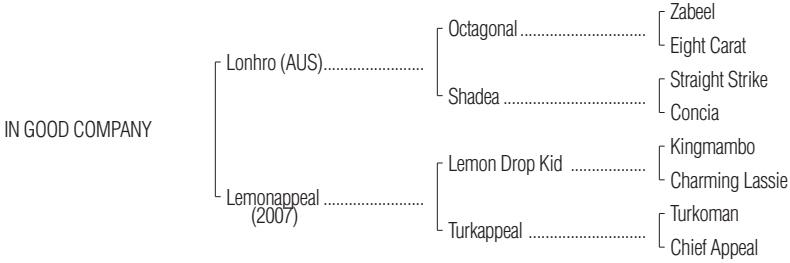 Zabeel
Octagonal..............................
Eight Carat
Lonhro (AUS).......................
Straight Strike
Shadea ..................................
Concia
IN GOOD COMPANY
Kingmambo
Lemon Drop Kid ..................
Charming Lassie
Lemonappeal .......................
(2007)
Turkoman
Turkappeal ............................
Chief Appeal